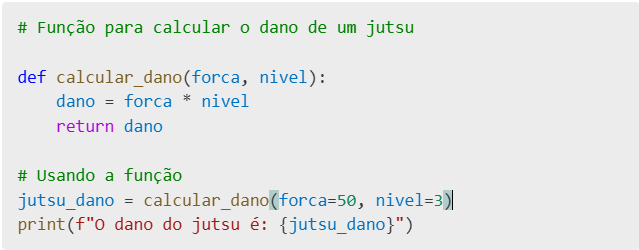 # Função para calcular o dano de um jutsu
def calcular_dano(forca, nivel):
    dano = forca * nivel
    return dano
# Usando a função
jutsu_dano = calcular_dano(forca=50, nivel=3)
print(f"O dano do jutsu é: {jutsu_dano}")